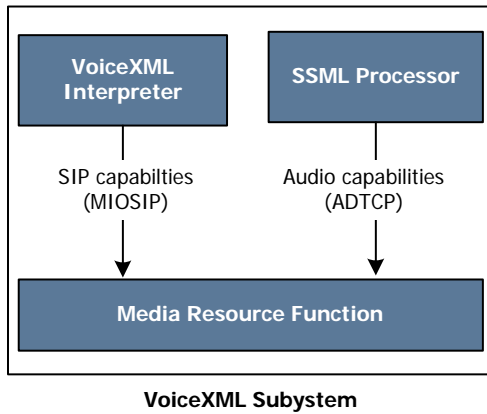 VoiceXML
Interpreter
SSML Processor
SIP capabilties
(MIOSIP)
Audio capabilities
(ADTCP)
Media Resource Function
VoiceXML Subystem